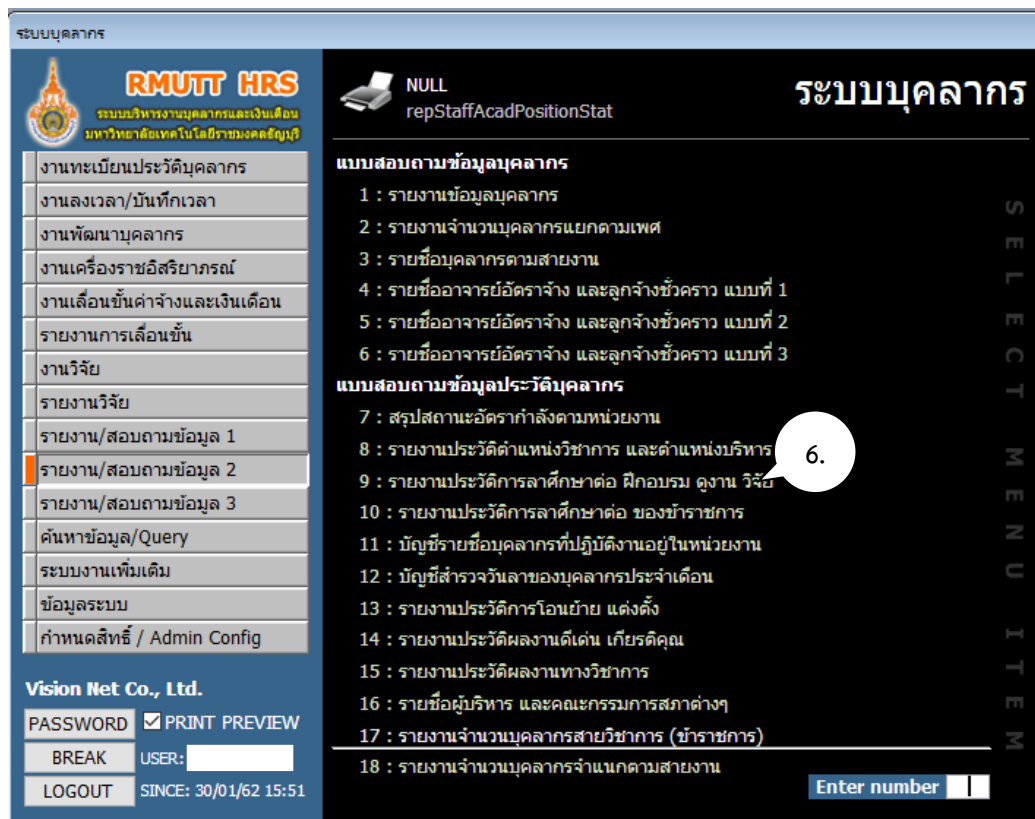 ระบบบุคลากร
RMUTT HRS
ระบบบริหารงานบุคลากรและเงินเดือน
มหาวิทยาลัยเทคโนโลยีราชมงคลธัญบุรี
งานทะเบียนประวัติบุคลากร
งานลงเวลา/บันทึกเวลา
งานพัฒนาบุคลากร
งานเครื่องราชอิสริยาภรณ์
งานเลื่อนขั้นค่าจ้างและเงินเดือน
รายงานการเลื่อนขั้น
งานวิจัย
รายงานวิจัย
รายงาน/สอบถามข้อมูล 1
รายงาน/สอบถามข้อมูล 2
รายงาน/สอบถามข้อมูล 3
ค้นหาข้อมูล/Query
ระบบงานเพิ่มเติม
ข้อมูลระบบ
กำหนดสิทธิ์ / Admin Config
Vision Net Co., Ltd.
PASSWORD PRINT PREVIEW
BREAK USER:
LOGOUT SINCE: 30/01/62 15:51
NULL
repStaffAcadPositionStat
ระบบบุคลากร
แบบสอบถามข้อมูลบุคลากร
1 : รายงานข้อมูลบุคลากร
2 : รายงานจำนวนบุคลากรแยกตามเพศ
3 : รายชื่อบุคลากรตามสายงาน
4 : รายชื่ออาจารย์อัตราจ้าง และลูกจ้างชั่วคราว แบบที่ 1
5 : รายชื่ออาจารย์อัตราจ้าง และลูกจ้างชั่วคราว แบบที่ 2
6 : รายชื่ออาจารย์อัตราจ้าง และลูกจ้างชั่วคราว แบบที่ 3
แบบสอบถามข้อมูลประวัติบุคลากร
7 : สรุปสถานะอัตรากำลังตามหน่วยงาน
8 : รายงานประวัติตำแหน่งวิชาการ และตำแหน่งบริหาร
6.
9 : รายงานประวัติการลาศึกษาต่อ ฝึกอบรม ดูงาน วิจัย
10 : รายงานประวัติการลาศึกษาต่อ ของข้าราชการ
11 : บัญชีรายชื่อบุคลากรที่ปฏิบัติงานอยู่ในหน่วยงาน
12 : บัญชีสำรวจวันลาของบุคลากรประจำเดือน
13 : รายงานประวัติการโอนย้าย แต่งตั้ง
14 : รายงานประวัติผลงานดีเด่น เกียรติคุณ
15 : รายงานประวัติผลงานทางวิชาการ
16 : รายชื่อผู้บริหาร และคณะกรรมการสภาต่างๆ
17 : รายงานจำนวนบุคลากรสายวิชาการ (ข้าราชการ)
18 : รายงานจำนวนบุคลากรจำแนกตามสายงาน
Enter number
SELECT MENU ITEM